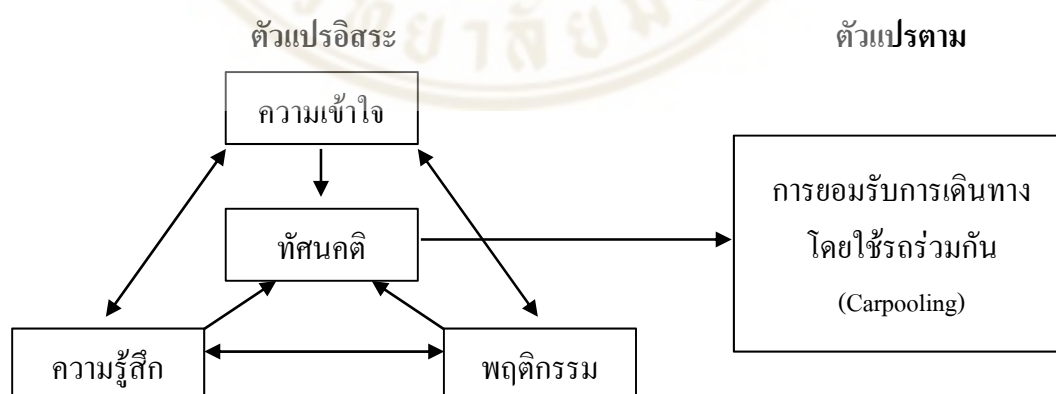 ตัวแปรอิสระ
ตัวแปรตาม
ความเข้าใจ
ทัศนคติ
ความรู้สึก
พฤติกรรม
การยอมรับการเดินทาง
โดยใช้รถร่วมกัน
(Carpooling)